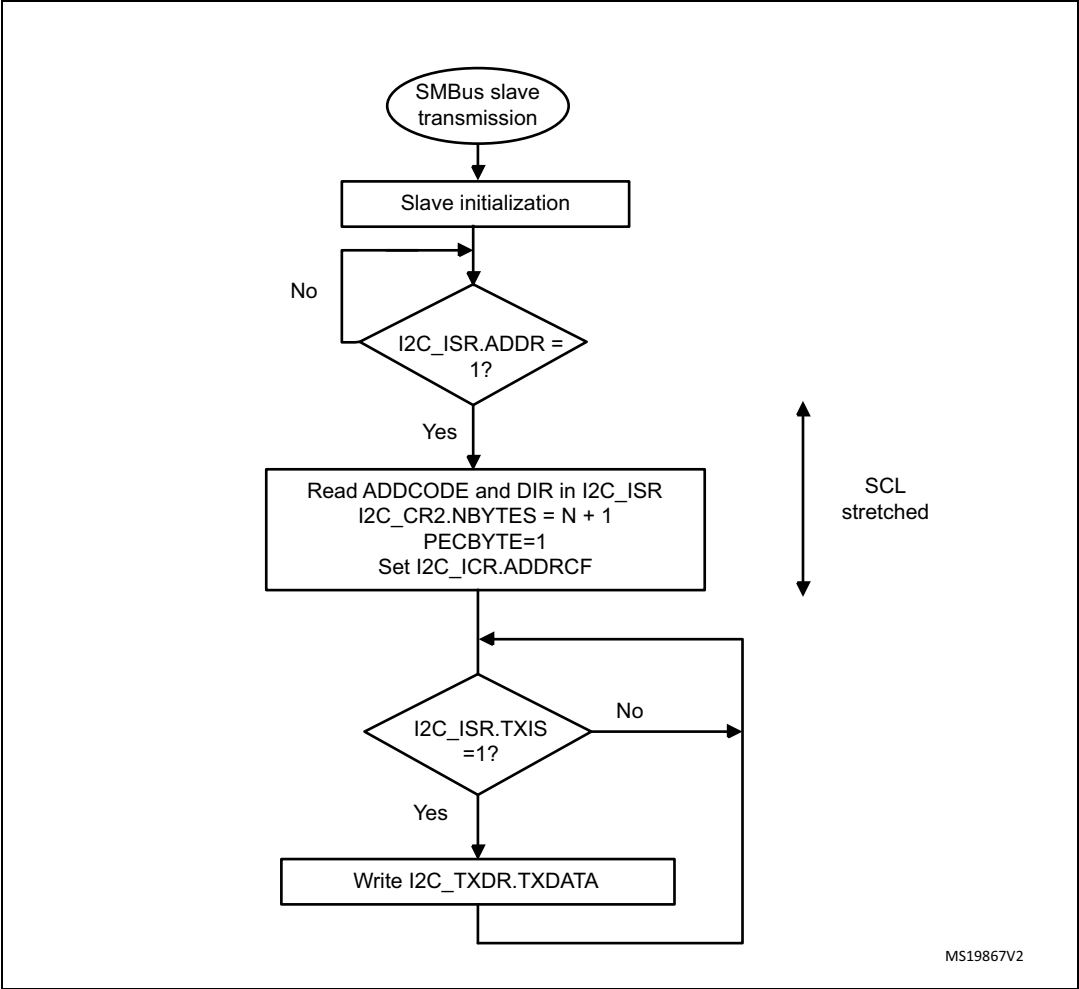 SMBus slave
transmission
Slave initialization
No
I2C_ISR.ADDR =
1?
Yes
Read ADDCODE and DIR in I2C_ISR
I2C_CR2.NBYTES = N + 1
PECBYTE=1
Set I2C_ICR.ADDRCF
SCL
stretched
I2C_ISR.TXIS
=1?
No
Yes
Write I2C_TXDR.TXDATA
MS19867V2